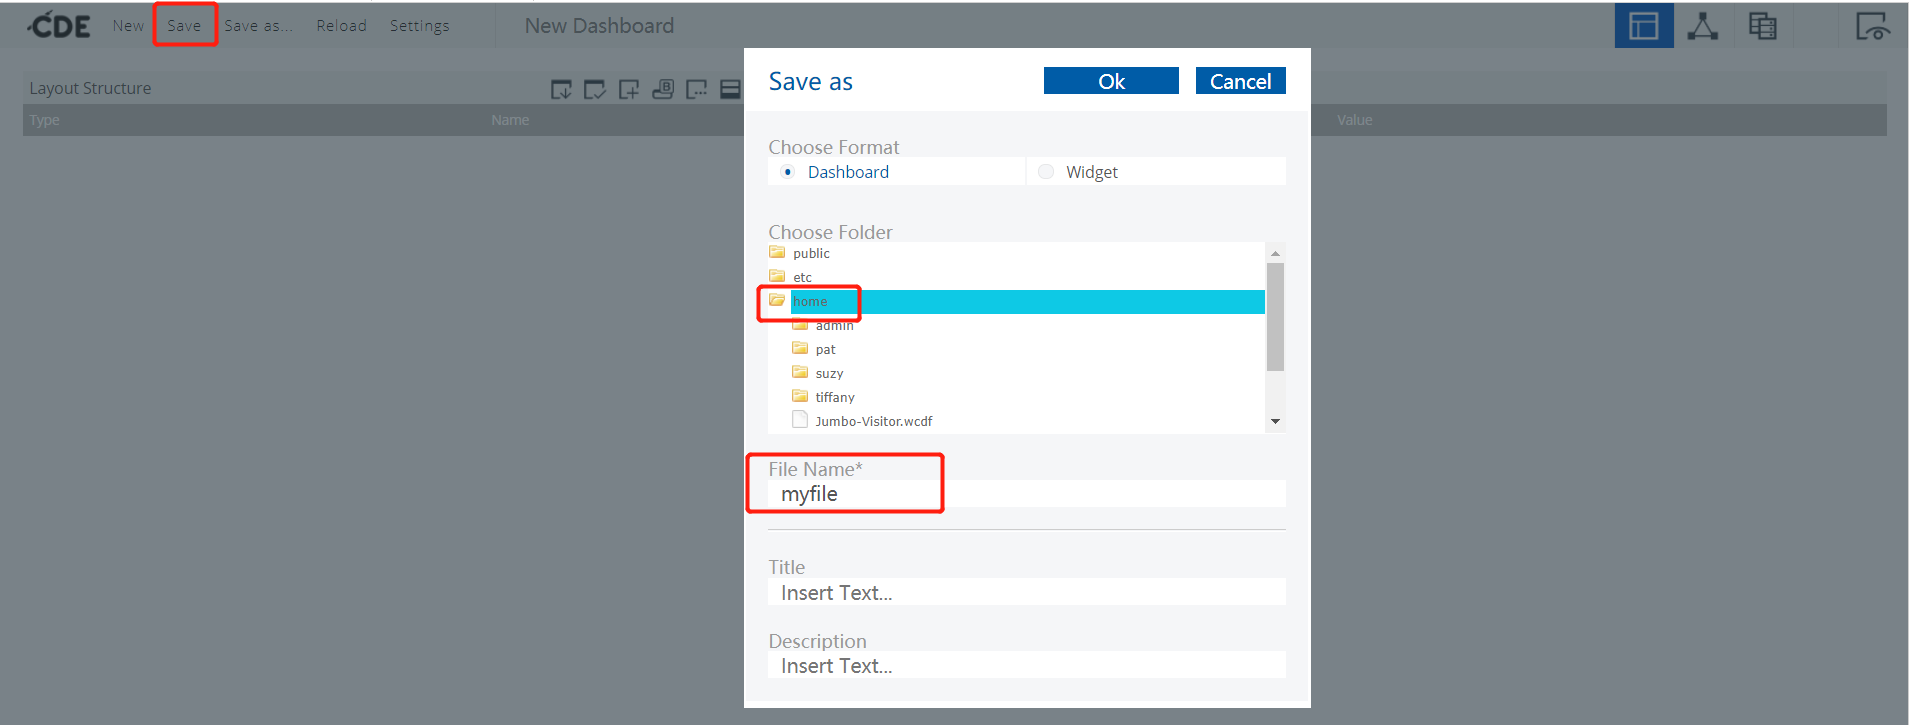 CDE New Save Save as... Reload Settings New Dashboard
Layout Structure
Type Name Value
Save as Ok Cancel
Choose Format
Dashboard Widget
Choose Folder
public
etc
home
admin
pat
suzy
tiffany
Jumbo-Visitor.wcdf
File Name*
myfile
Title
Insert Text...
Description
Insert Text...